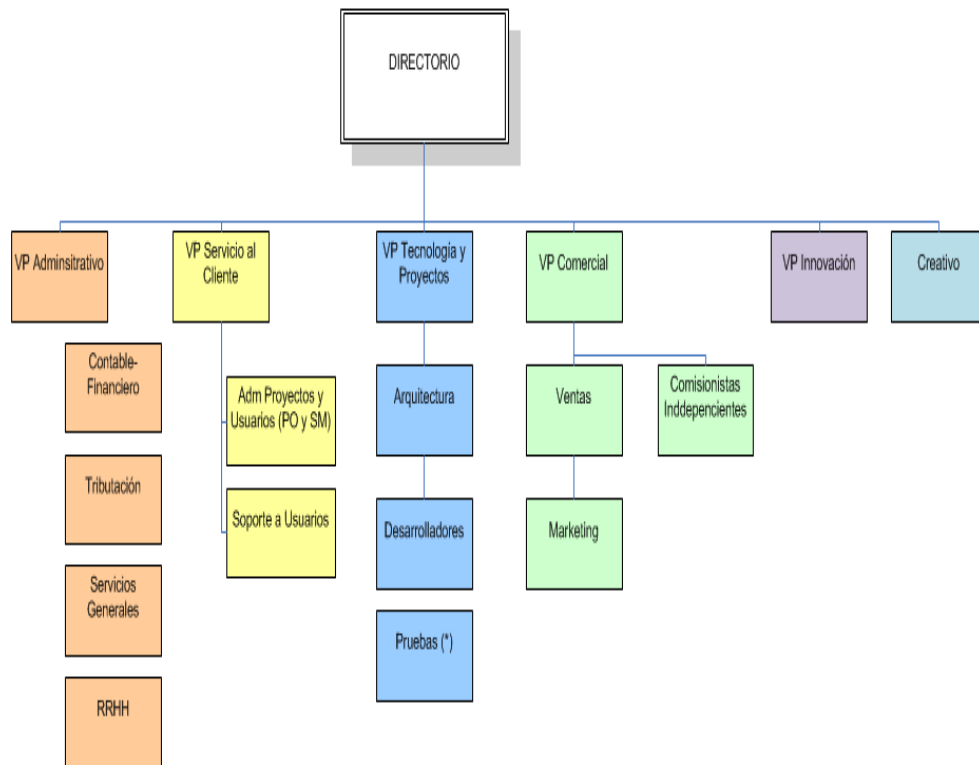 DIRECTORIO
VP Adminsitrativo
VP Servicio al
Cliente
VP Tecnología y
Proyectos
VP Comercial
VP Innovación
Creativo
Contable-
Financiero
Adm Proyectos y
Usuarios (PO y SM)
Arquitectura
Ventas
Comisionistas
Inddepencientes
Tributación
Soporte a Usuarios
Desarrolladores
Marketing
Servicios
Generales
Pruebas (*)
RRHH